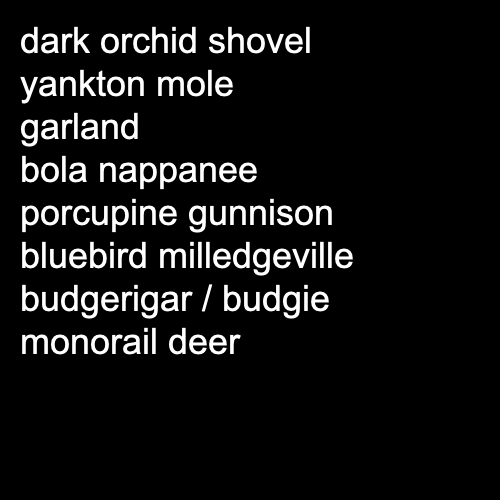 dark orchid shovel
yankton mole
garland
bola nappanee
porcupine gunnison
bluebird milledgeville
budgerigar / budgie
monorail deer